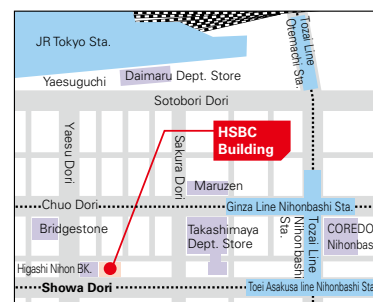 Tozai Line
Otemachi Sta.
JR Tokyo Sta.
Daimaru Dept. Store
Yaesuguchi
Sotobori Dori
HSBC
Building
Yaesu Dori
Sakura Dori
Maruzen
Chuo Dori
Ginza Line Nihonbashi Sta.
Bridgestone
Takashimaya
Dept. Store
Tozai Line
Nihonbashi
Sta.
COREDO
Nihonbas
Higashi Nihon BK.
Showa Dori
Toei Asakusa line Nihonbashi Sta